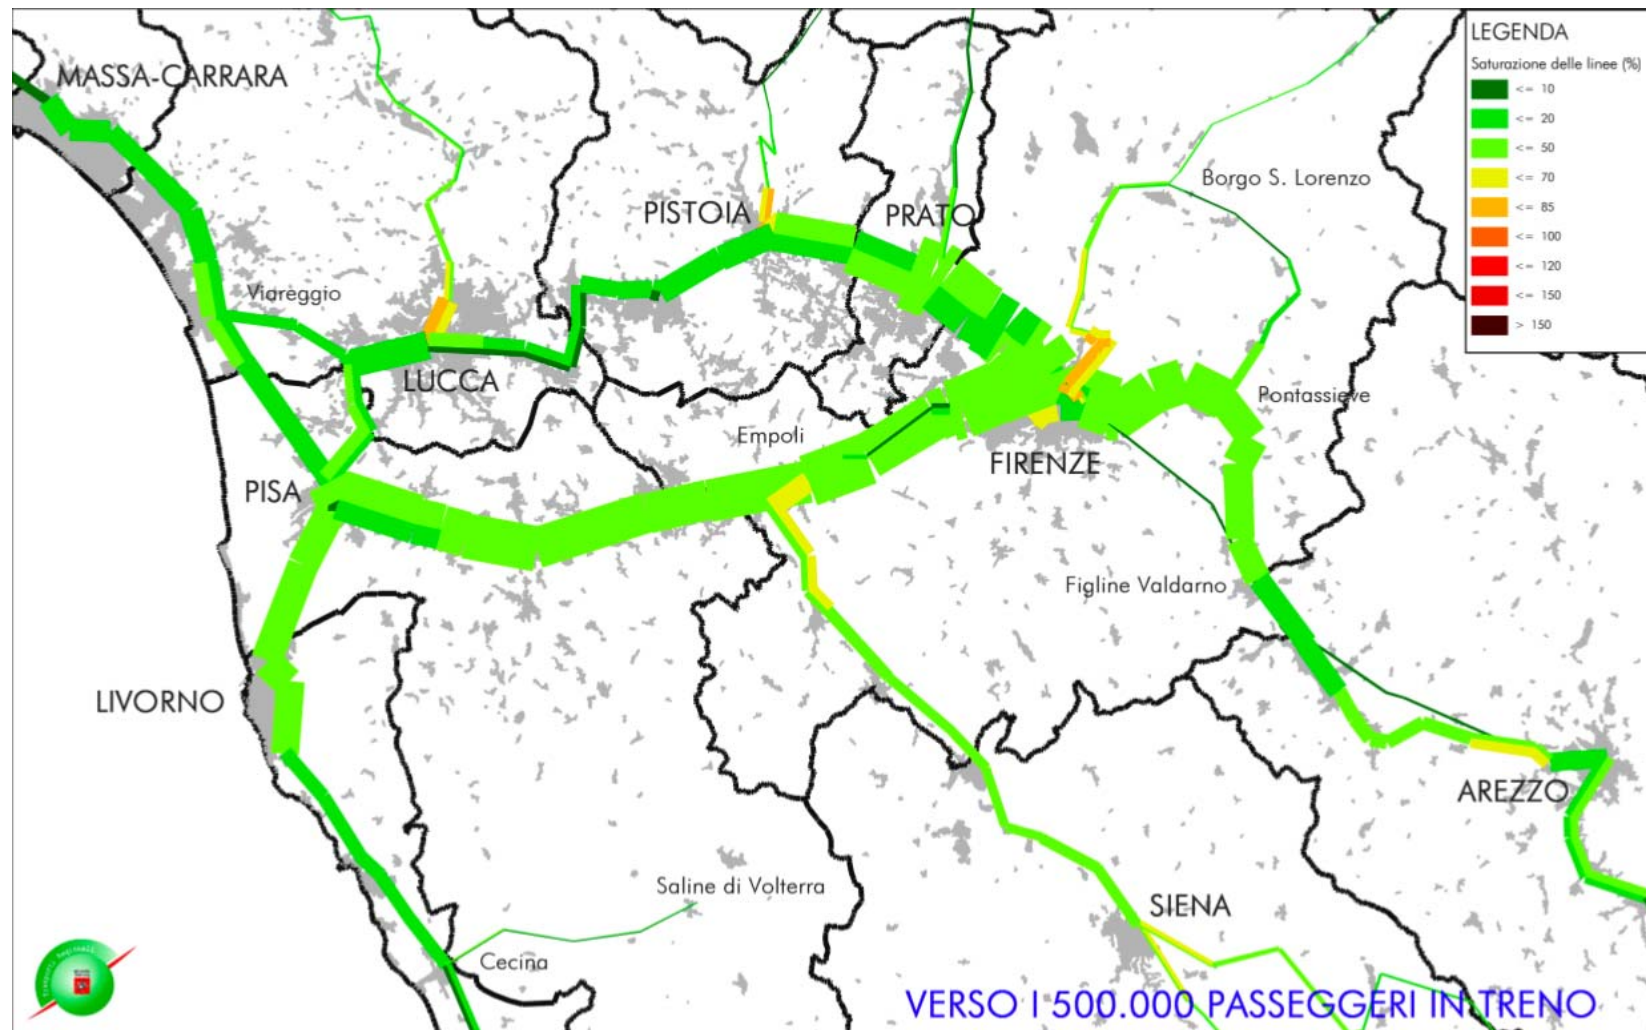 LEGENDA
Saturazione delle linee (%)
<= 10
<= 20
<= 50
<= 70
<= 85
<= 100
<= 120
<= 150
> 150
MASSA-CARRARA
Borgo S. Lorenzo
PISTOIA
PRATO
Viareggio
LUCCA
Pontassieve
Empoli
FIRENZE
PISA
Figline Valdarno
LIVORNO
AREZZO
Saline di Volterra
SIENA
Cecina
VERSO I 500.000 PASSEGGERI IN TRENO